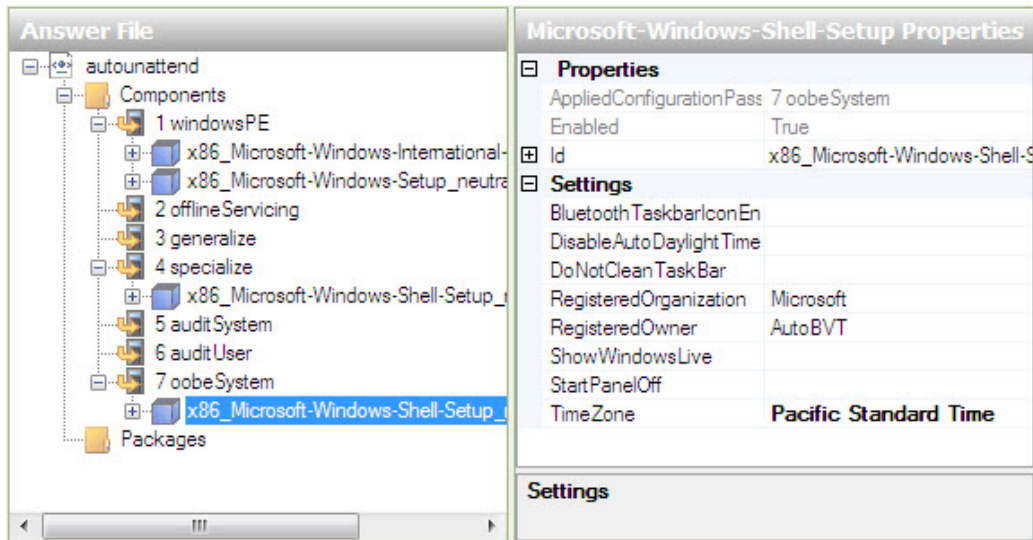 Answer File
autounattend
Components
1 windowsPE
x86_Microsoft-Windows-International-
x86_Microsoft-Windows-Setup_neutra
2 offlineServicing
3 generalize
4 specialize
x86_Microsoft-Windows-Shell-Setup_
5 auditSystem
6 auditUser
7 oobeSystem
x86_Microsoft-Windows-Shell-Setup_
Packages
Microsoft-Windows-Shell-Setup Properties
Properties
AppliedConfigurationPass 7 oobeSystem
Enabled True
Id x86_Microsoft-Windows-Shell-S
Settings
BluetoothTaskbarIconEn
DisableAutoDaylightTime
DoNotCleanTaskBar
RegisteredOrganization Microsoft
RegisteredOwner AutoBVT
ShowWindowsLive
StartPanelOff
TimeZone Pacific Standard Time
Settings